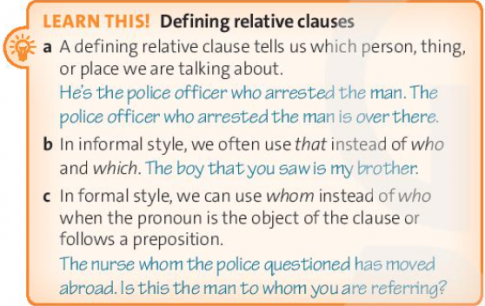 LEARN THIS! Defining relative clauses
a A defining relative clause tells us which person, thing,
or place we are talking about.
He's the police officer who arrested the man. The
police officer who arrested the man is over there.
b In informal style, we often use that instead of who
and which. The boy that you saw is my brother.
c In formal style, we can use whom instead of who
when the pronoun is the object of the clause or
follows a preposition.
The nurse whom the police questioned has moved
abroad. Is this the man to whom you are referring?